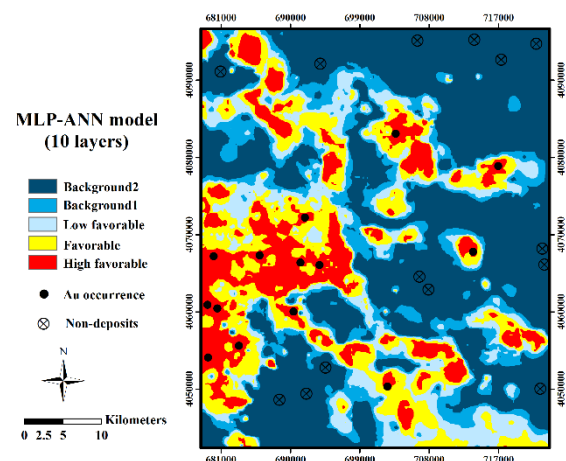 681000 690000 699000 708000 717000
MLP-ANN model
(10 layers)
Background2
Background1
Low favorable
Favorable
High favorable
Au occurrence
Non-deposits
N
Kilometers
0 2.5 5 10
4090000
4080000
4070000
4060000
4050000
681000 690000 699000 708000 717000